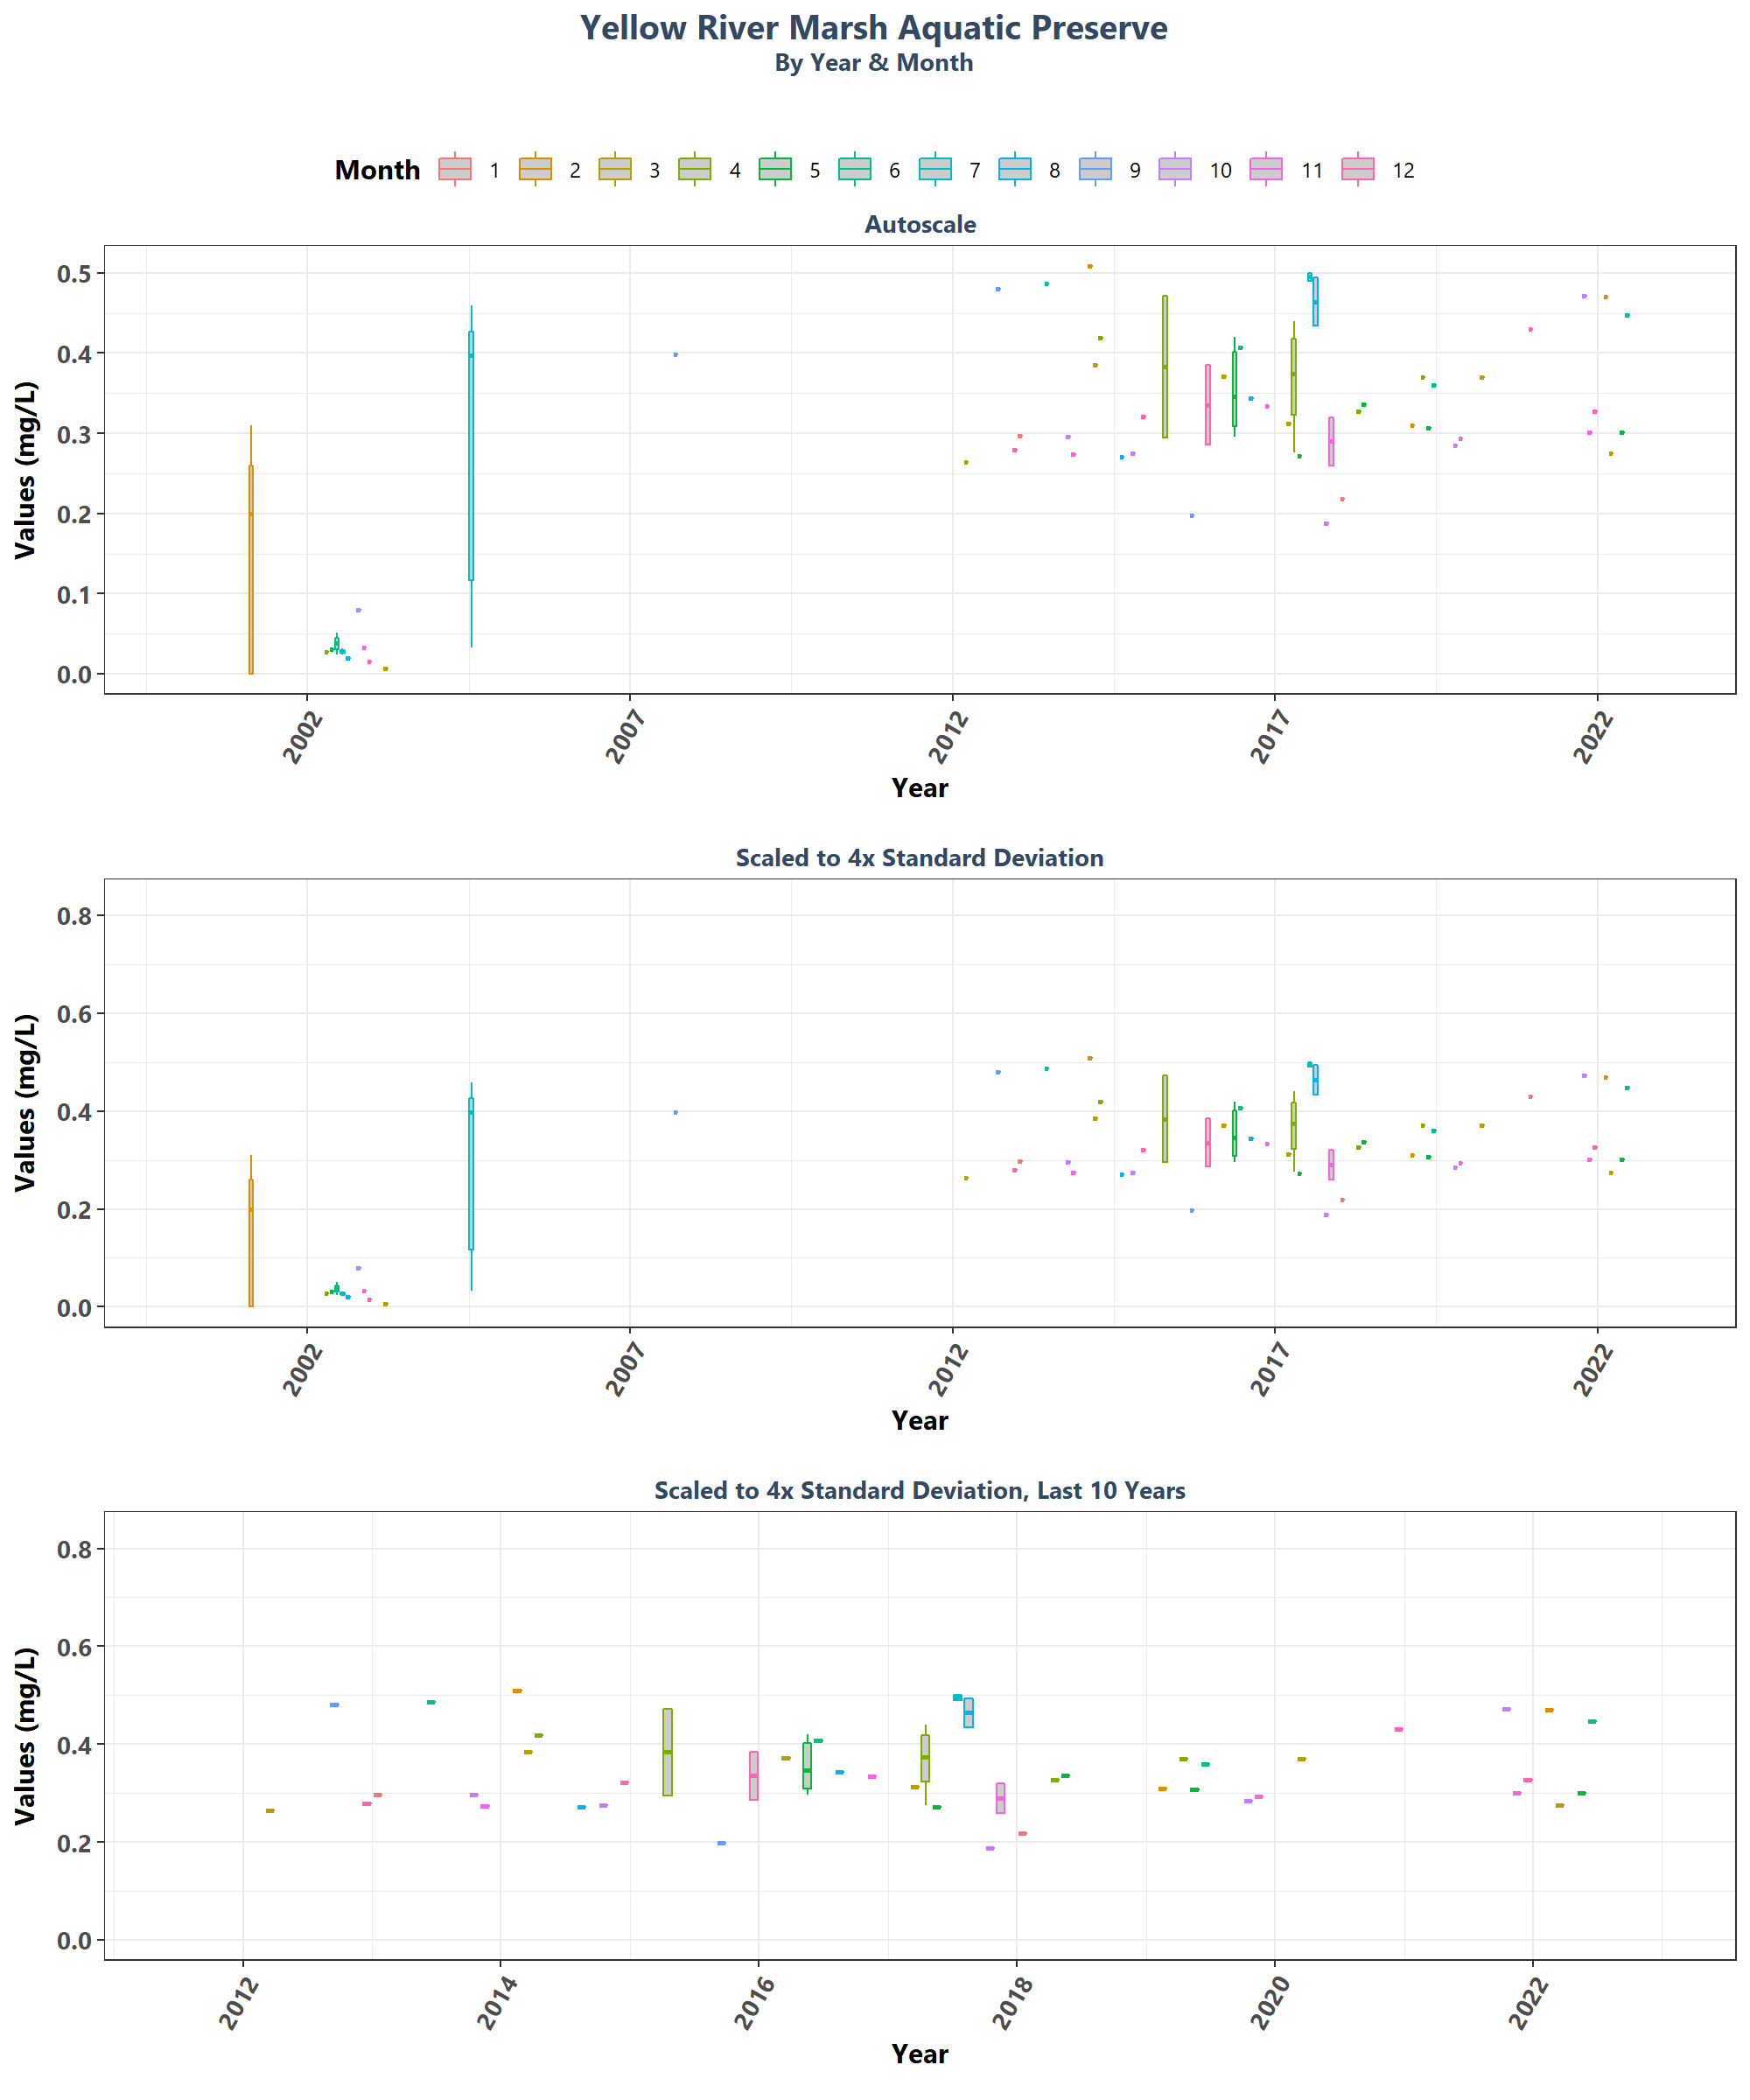 Yellow River Marsh Aquatic Preserve
By Year & Month
Month 1 2 3 4 5 6 7 8 9 10 11 12
Autoscale
Values (mg/L)
0.5
0.4
0.3
0.2
0.1
0.0
2002 2007 2012 2017 2022
Year
Scaled to 4x Standard Deviation
Values (mg/L)
0.8
0.6
0.4
0.2
0.0
2002 2007 2012 2017 2022
Year
Scaled to 4x Standard Deviation, Last 10 Years
Values (mg/L)
0.8
0.6
0.4
0.2
0.0
2012 2014 2016 2018 2020 2022
Year